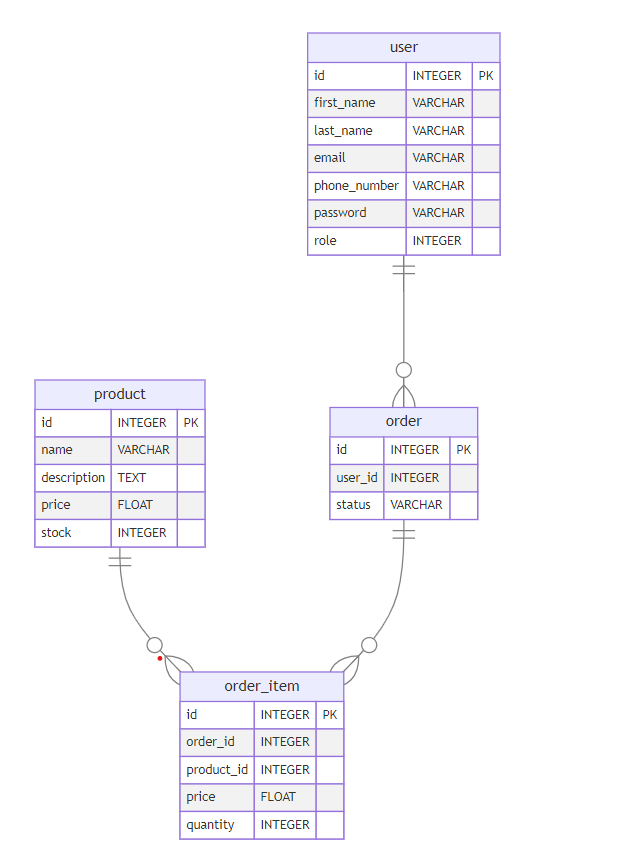 user
id INTEGER PK
first_name VARCHAR
last_name VARCHAR
email VARCHAR
phone_number VARCHAR
password VARCHAR
role INTEGER
product
id INTEGER PK
name VARCHAR
description TEXT
price FLOAT
stock INTEGER
order
id INTEGER PK
user_id INTEGER
status VARCHAR
order_item
id INTEGER PK
order_id INTEGER
product_id INTEGER
price FLOAT
quantity INTEGER